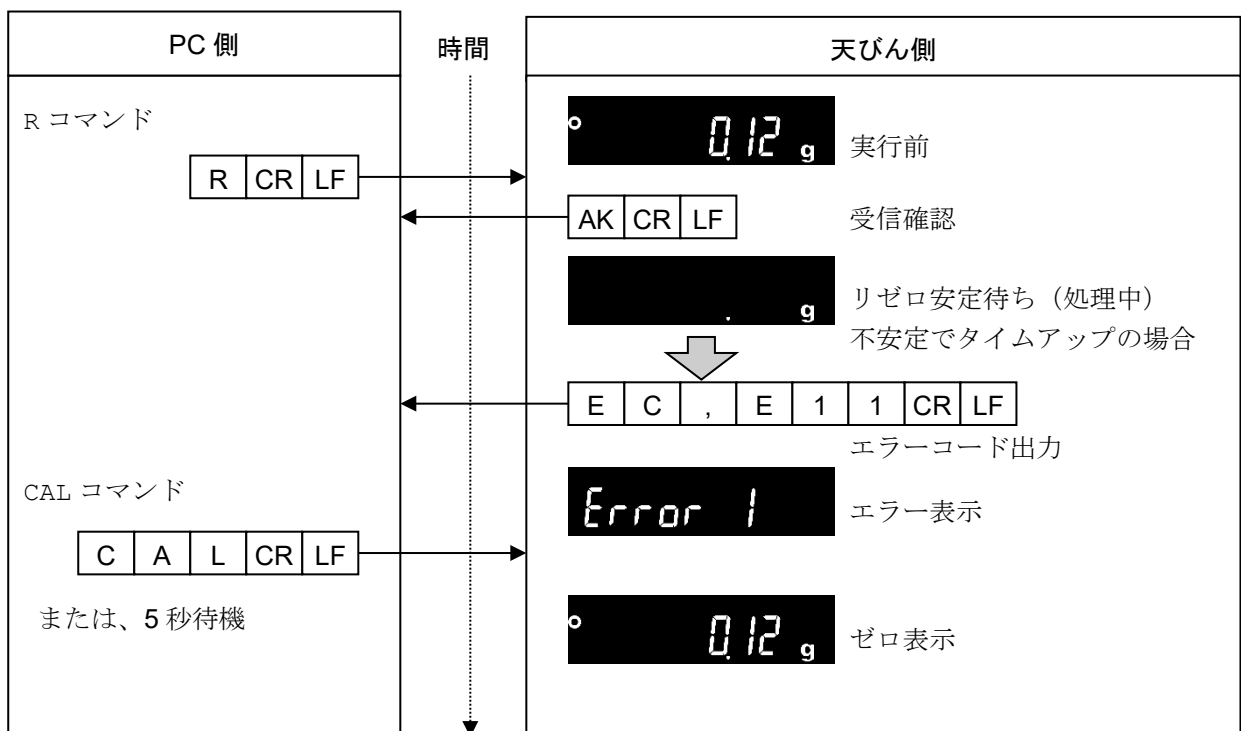 PC 側
時間
天びん側
R コマンド
0.12 g
実行前
R CR LF
AK CR LF
受信確認
. g
リゼロ安定待ち（処理中）
不安定でタイムアップの場合
E C , E 1 1 CR LF
エラーコード出力
CAL コマンド
Error 1
エラー表示
C A L CR LF
または、5 秒待機
0.12 g
ゼロ表示